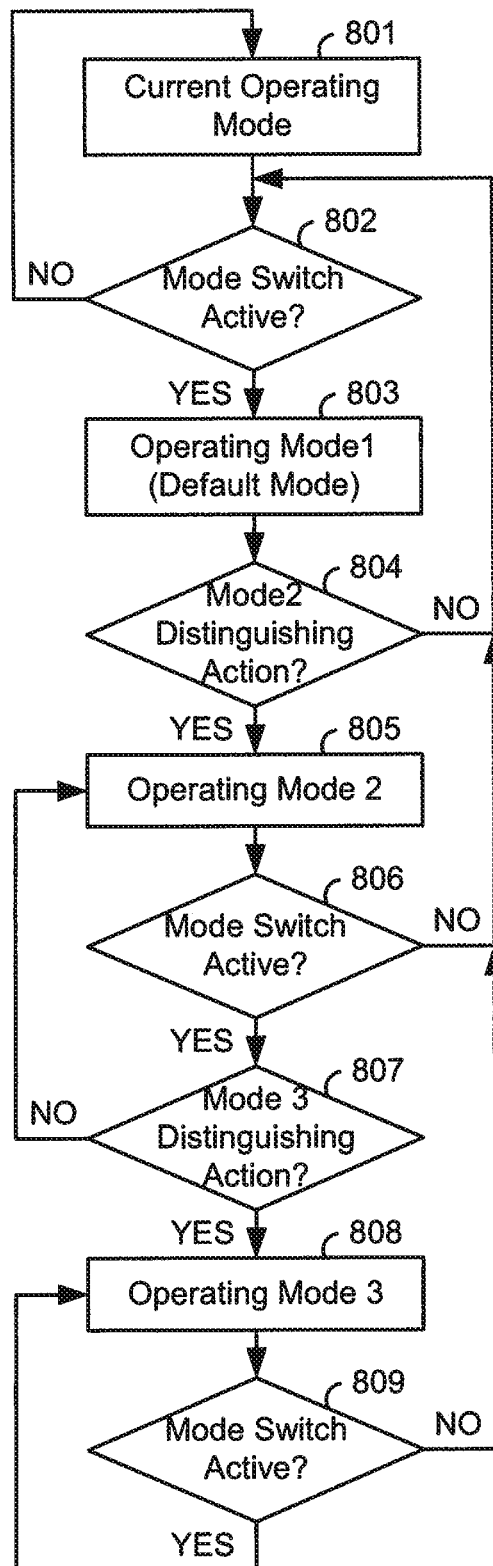 801
Current Operating
Mode
802
NO
Mode Switch
Active?
YES
803
Operating Mode1
(Default Mode)
804
Mode2
Distinguishing
Action?
NO
YES
805
Operating Mode 2
806
Mode Switch
Active?
NO
YES
807
NO
Mode 3
Distinguishing
Action?
YES
808
Operating Mode 3
809
Mode Switch
Active?
NO
YES